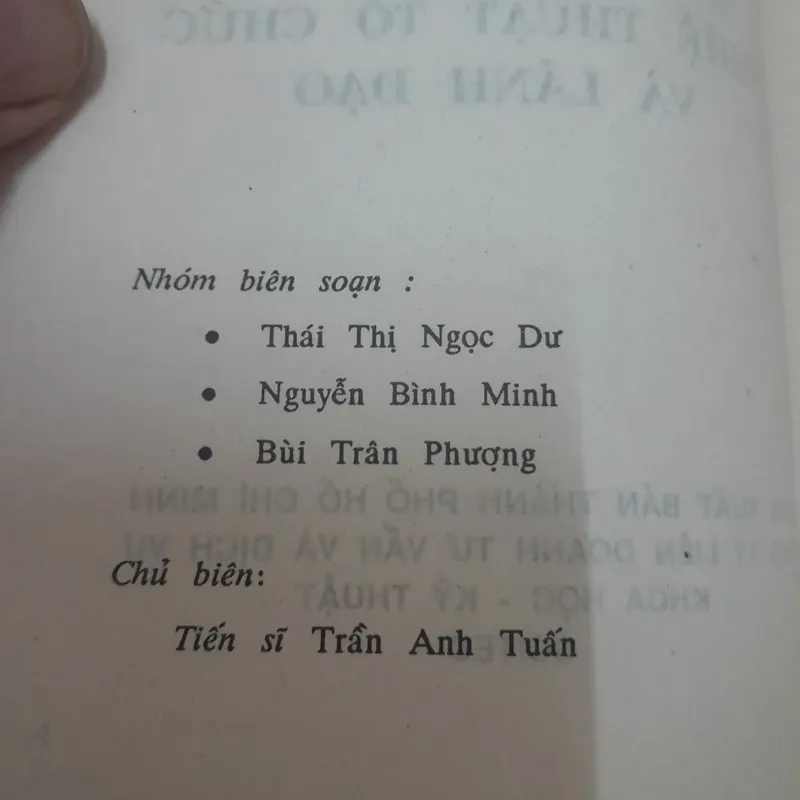 Nhóm biên soạn :
• Thái Thị Ngọc Dư
• Nguyễn Bình Minh
• Bùi Trân Phượng
Chủ biên:
Tiến sĩ Trần Anh Tuấn